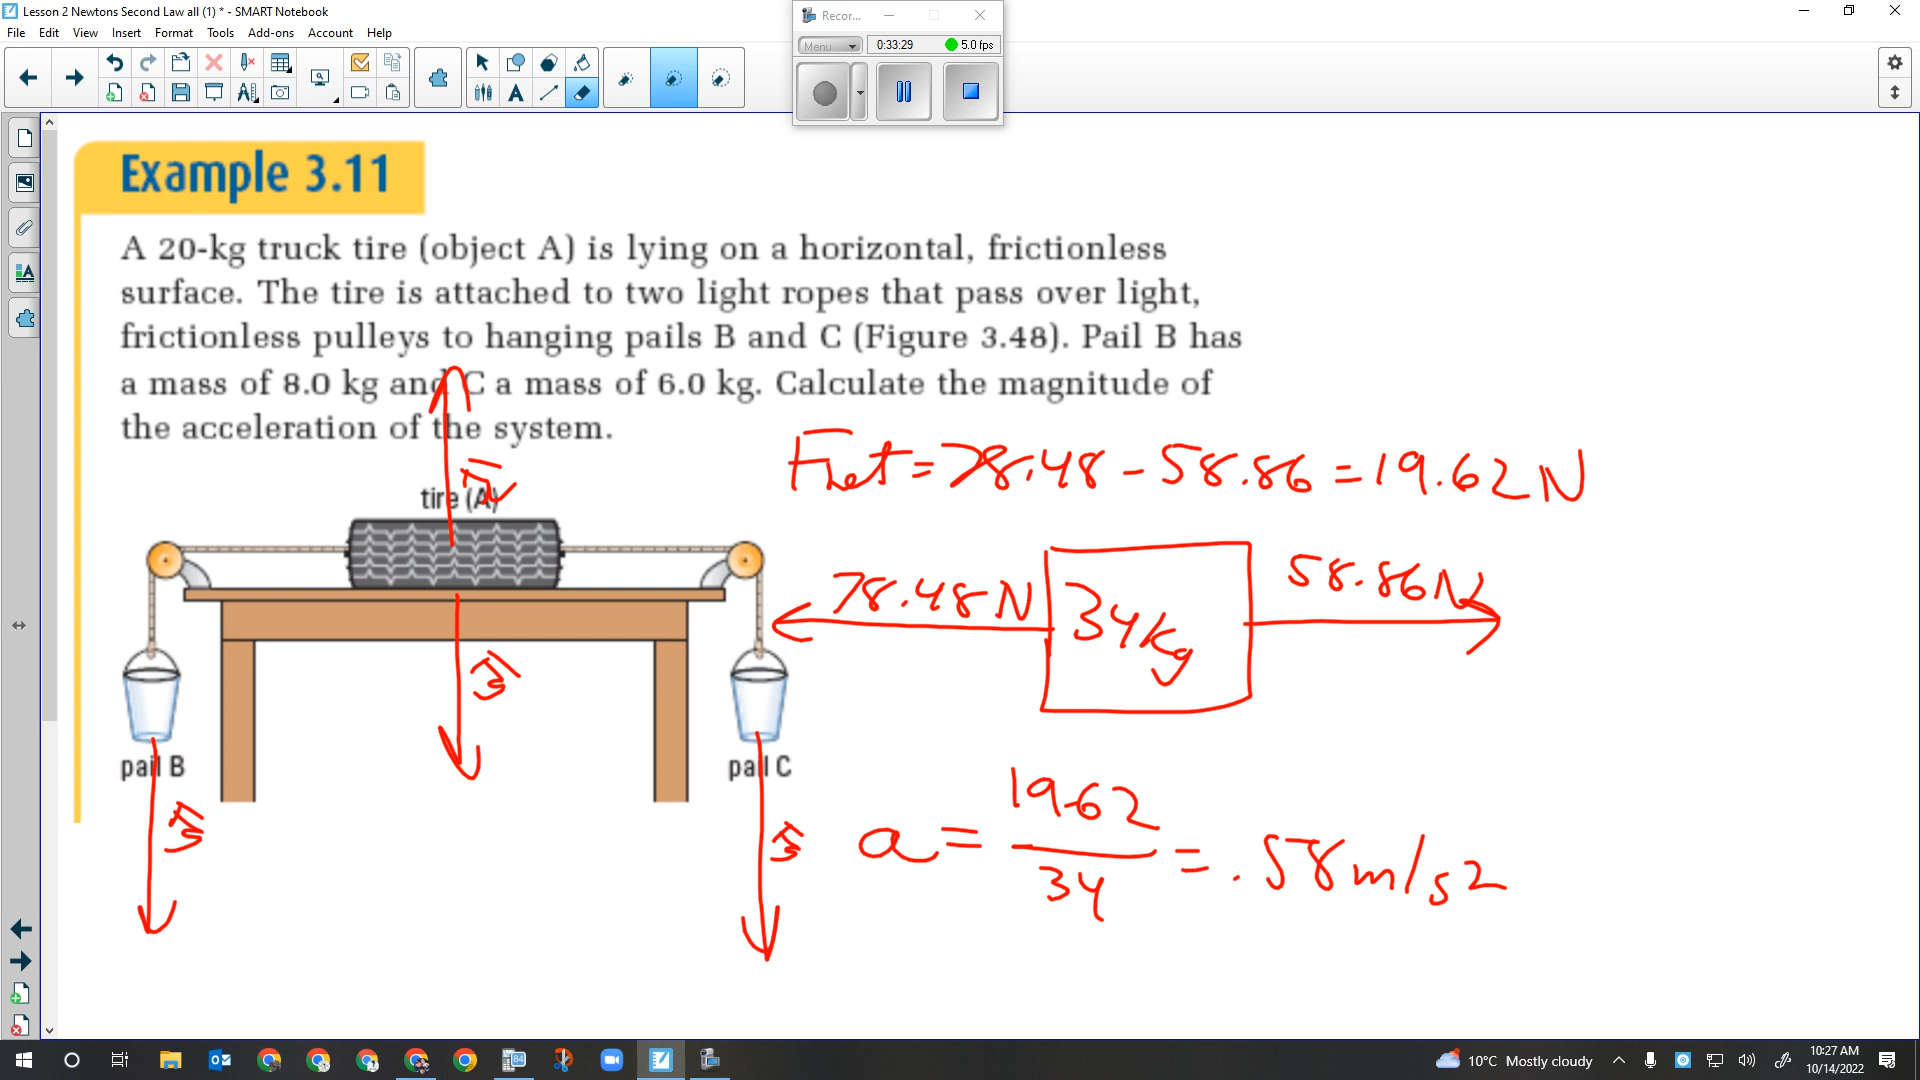 Lesson 2 Newtons Second Law all (1) * - SMART Notebook
File Edit View Insert Format Tools Add-ons Account Help
Recor...
Menu 0:33:29 5.0 fps
Example 3.11
A 20-kg truck tire (object A) is lying on a horizontal, frictionless
surface. The tire is attached to two light ropes that pass over light,
frictionless pulleys to hanging pails B and C (Figure 3.48). Pail B has
a mass of 8.0 kg and C a mass of 6.0 kg. Calculate the magnitude of
the acceleration of the system.
Fnet = 78.48 - 58.86 = 19.62 N
tire (A)
78.48 N
34 kg
58.86 N
pail B
pail C
a = 19.62 / 34 = .58 m/s2
10°C Mostly cloudy
10:27 AM
10/14/2022